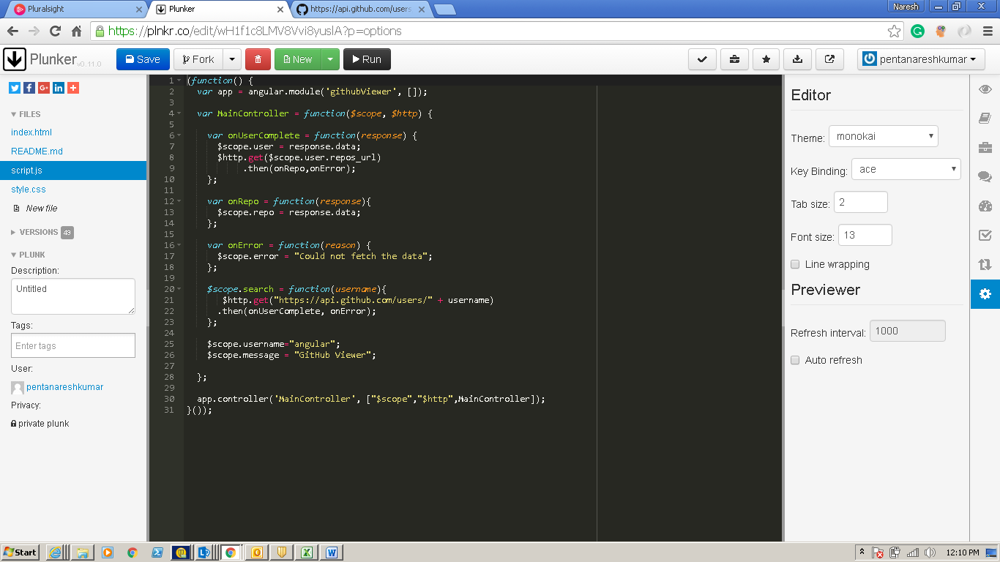 Pluralsight
Plunker
https://api.github.com/users
Naresh
https://plnkr.co/edit/wH1f1c8LMV8Vvi8yuslA?p=options
Plunker v0.11.0
Save
Fork
New
Run
pentanareshkumar
FILES
index.html
README.md
script.js
style.css
New file
VERSIONS 49
PLUNK
Description:
Untitled
Tags:
Enter tags
User:
pentanareshkumar
Privacy:
private plunk
1 (function() {
2 var app = angular.module('githubViewer', []);
3
4 var MainController = function($scope, $http) {
5
6 var onUserComplete = function(response) {
7 $scope.user = response.data;
8 $http.get($scope.user.repos_url)
9 .then(onRepo,onError);
10 };
11
12 var onRepo = function(response){
13 $scope.repo = response.data;
14 };
15
16 var onError = function(reason) {
17 $scope.error = "Could not fetch the data";
18 };
19
20 $scope.search = function(username){
21 $http.get("https://api.github.com/users/" + username)
22 .then(onUserComplete, onError);
23 };
24
25 $scope.username="angular";
26 $scope.message = "GitHub Viewer";
27
28 };
29
30 app.controller('MainController', ["$scope","$http",MainController]);
31 }());
Editor
Theme: monokai
Key Binding: ace
Tab size: 2
Font size: 13
Line wrapping
Previewer
Refresh interval: 1000
Auto refresh
Start
12:10 PM